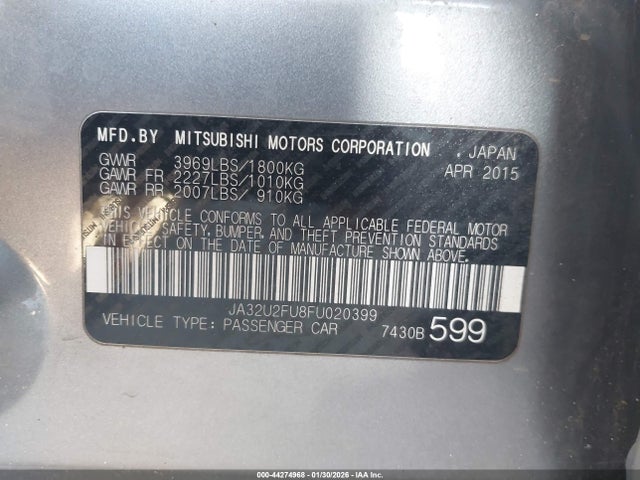 MFD.BY MITSUBISHI MOTORS CORPORATION . JAPAN
GVWR 3969LBS/1800KG APR 2015
GAWR FR 2227LBS/1010KG
GAWR RR 2007LBS/ 910KG
THIS VEHICLE CONFORMS TO ALL APPLICABLE FEDERAL MOTOR
VEHICLE SAFETY, BUMPER, AND THEFT PREVENTION STANDARDS
IN EFFECT ON THE DATE OF MANUFACTURE SHOWN ABOVE.
JA32U2FU8FU020399
VEHICLE TYPE: PASSENGER CAR 7430B 599
000-44274968 - 01/30/2026 - IAA Inc.